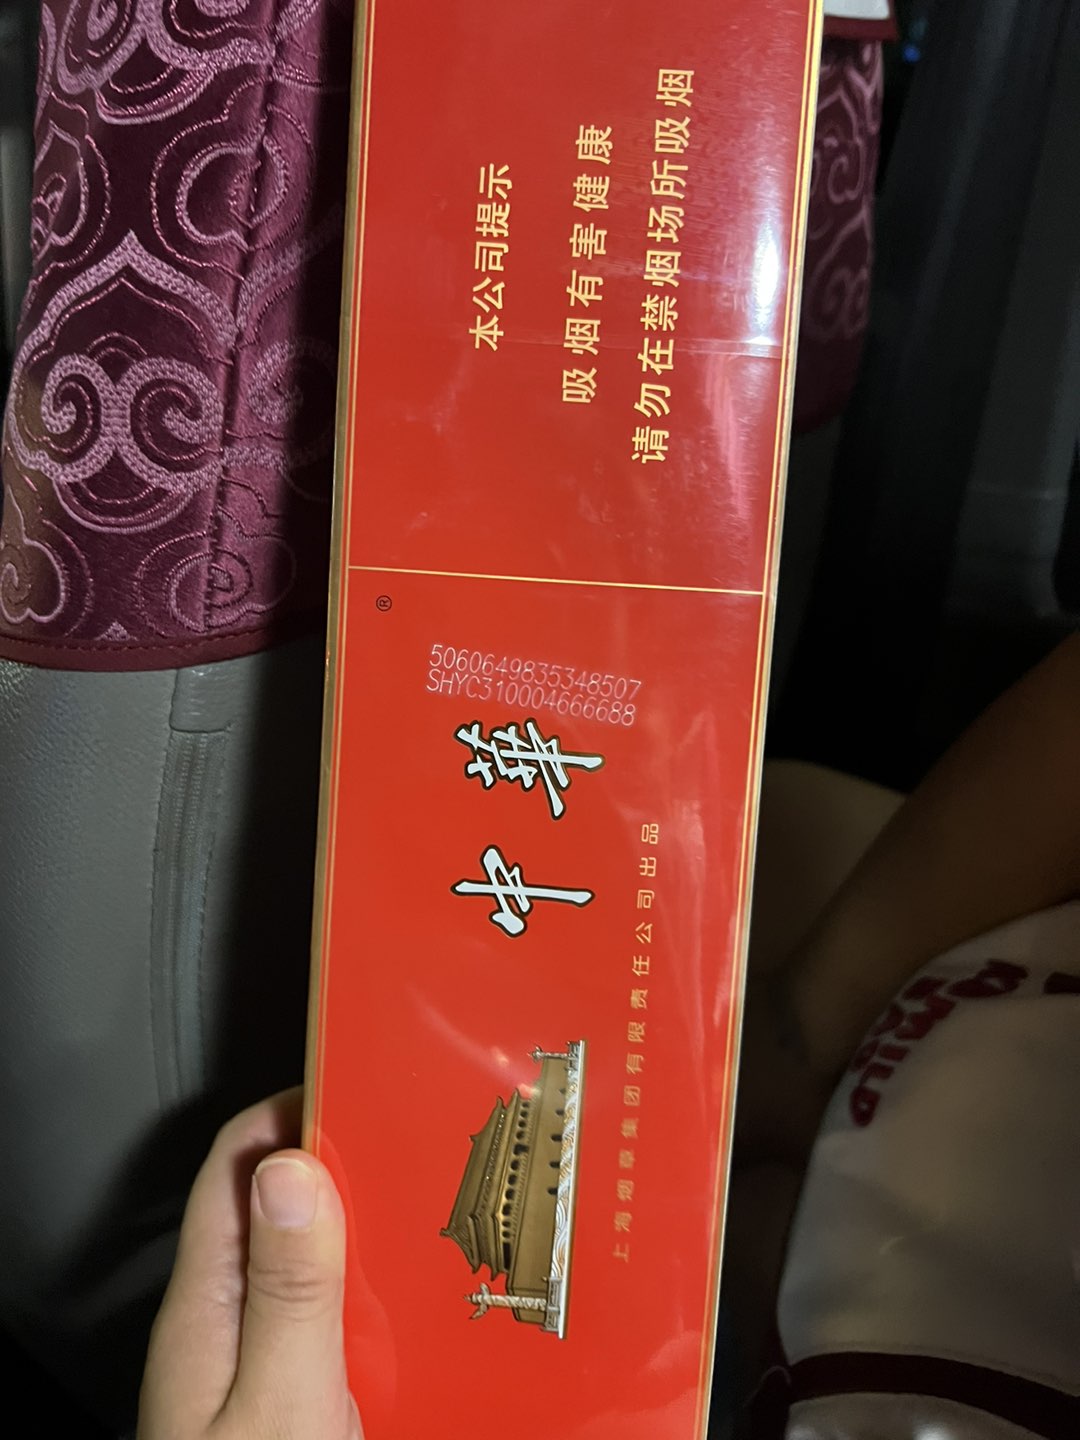 本公司提示
吸烟有害健康
请勿在禁烟场所吸烟
®
5060649835348507
SHYC310004666688
中華
上海烟草集团有限责任公司出品